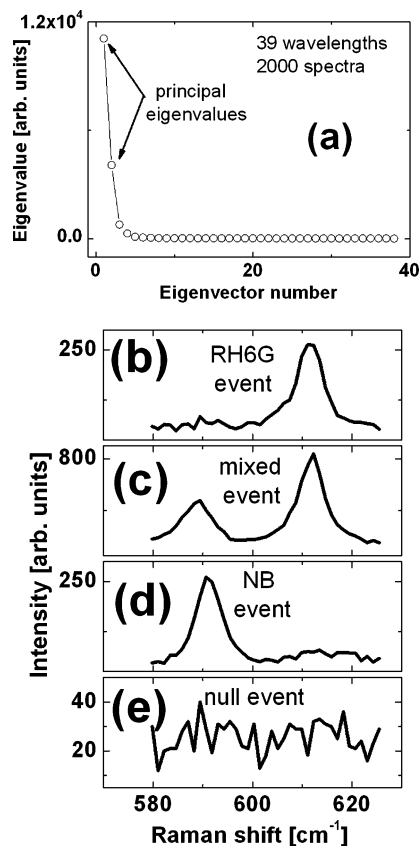 1.2x10⁴
39 wavelengths
2000 spectra
principal
eigenvalues
(a)
Eigenvalue [arb. units]
0.0
0 20 40
Eigenvector number
(b)
250
RH6G
event
(c)
800
mixed
event
Intensity [arb. units]
(d)
250
NB
event
(e)
null event
40
20
580 600 620
Raman shift [cm⁻¹]